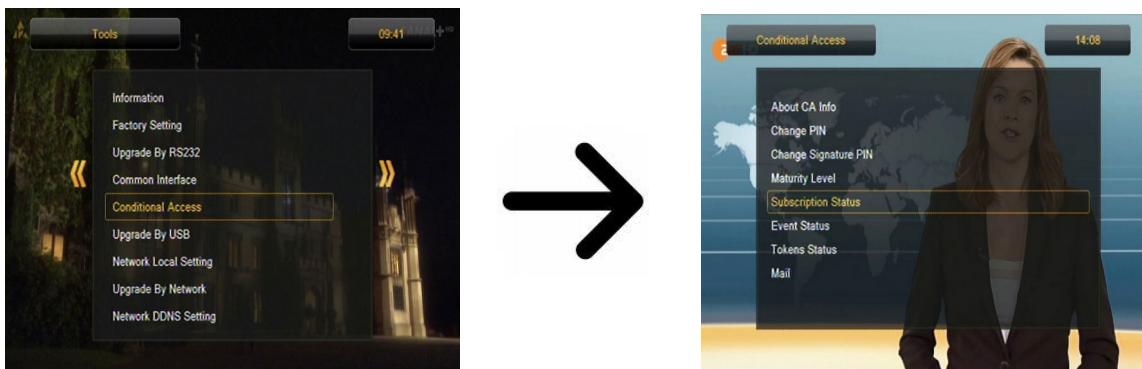 Tools
09:41
Information
Factory Setting
Upgrade By RS232
Common Interface
Conditional Access
Upgrade By USB
Network Local Setting
Upgrade By Network
Network DDNS Setting
Conditional Access
14:08
About CA Info
Change PIN
Change Signature PIN
Maturity Level
Subscription Status
Event Status
Tokens Status
Mail